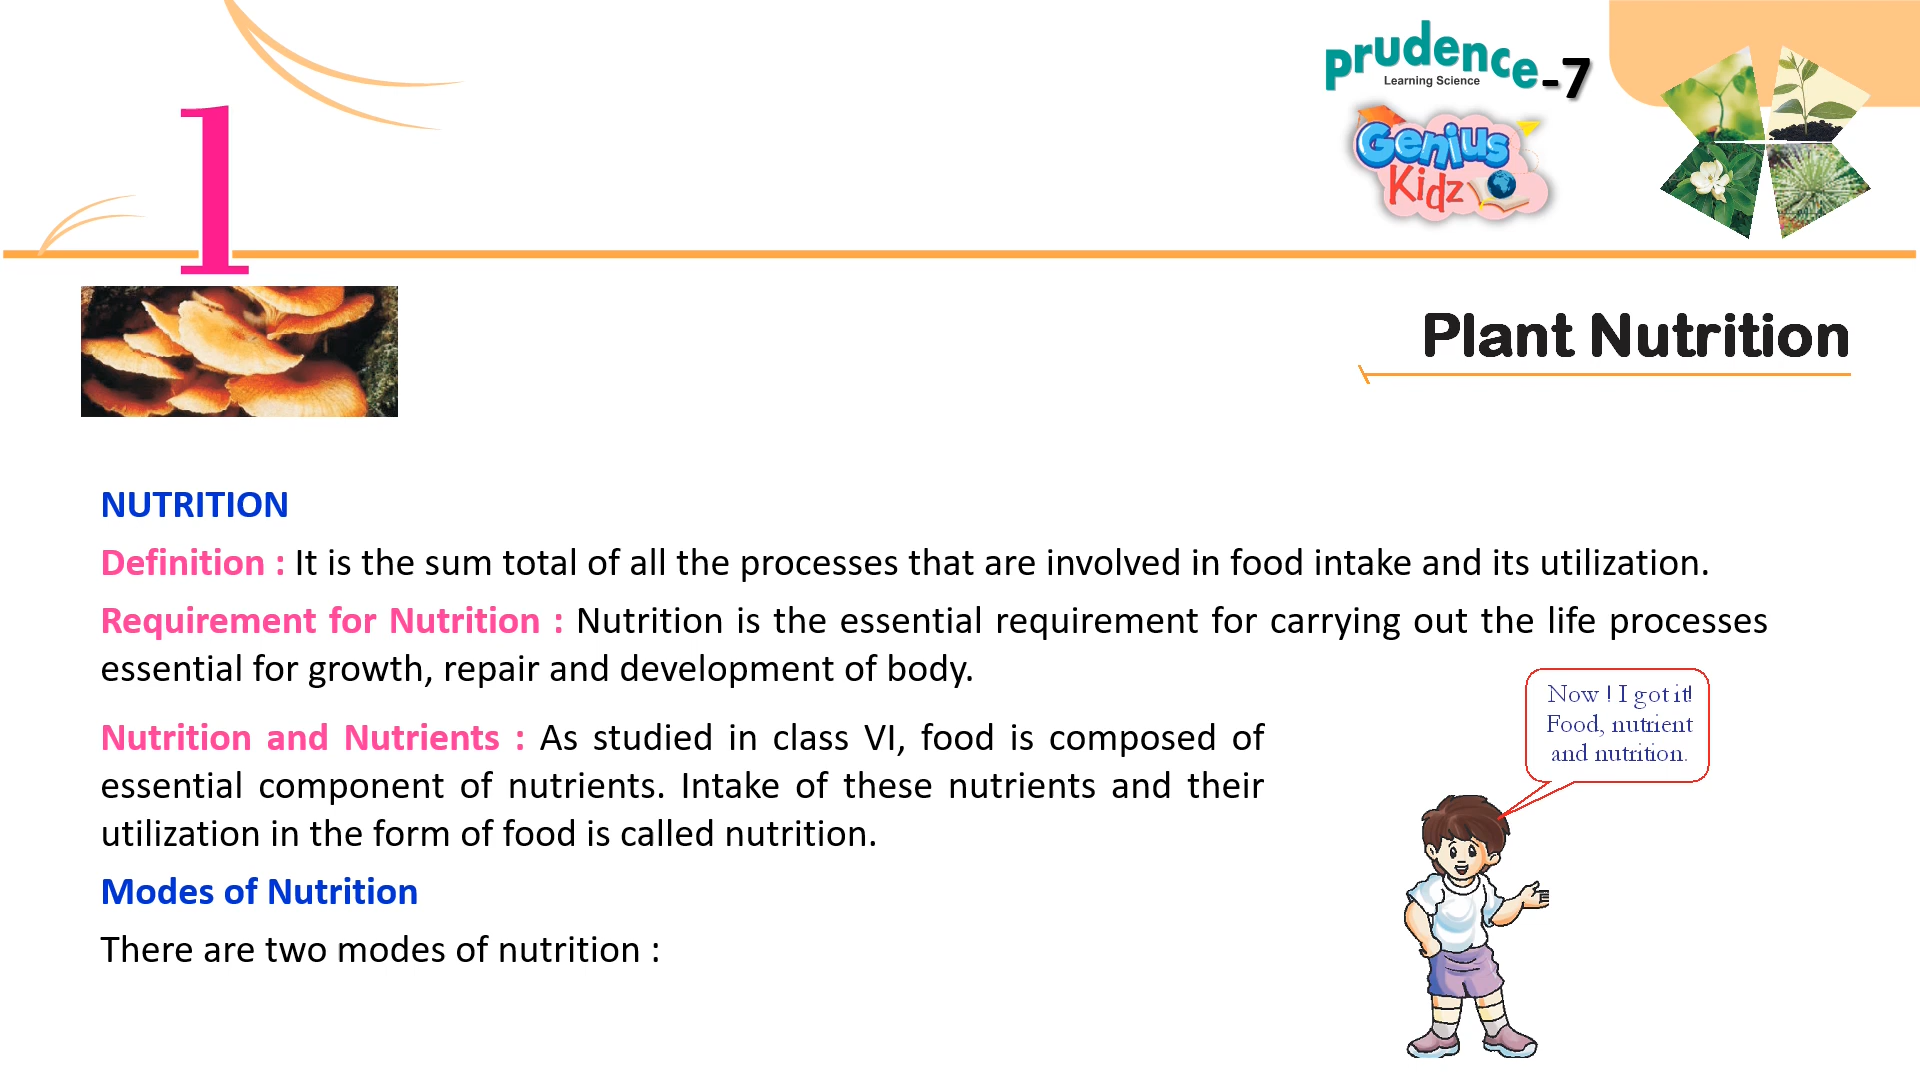 prudence-7
Learning Science
Genius
Kidz
1
Plant Nutrition
NUTRITION
Definition : It is the sum total of all the processes that are involved in food intake and its utilization.
Requirement for Nutrition : Nutrition is the essential requirement for carrying out the life processes
essential for growth, repair and development of body.
Nutrition and Nutrients : As studied in class VI, food is composed of
essential component of nutrients. Intake of these nutrients and their
utilization in the form of food is called nutrition.
Now ! I got it!
Food, nutrient
and nutrition.
Modes of Nutrition
There are two modes of nutrition :